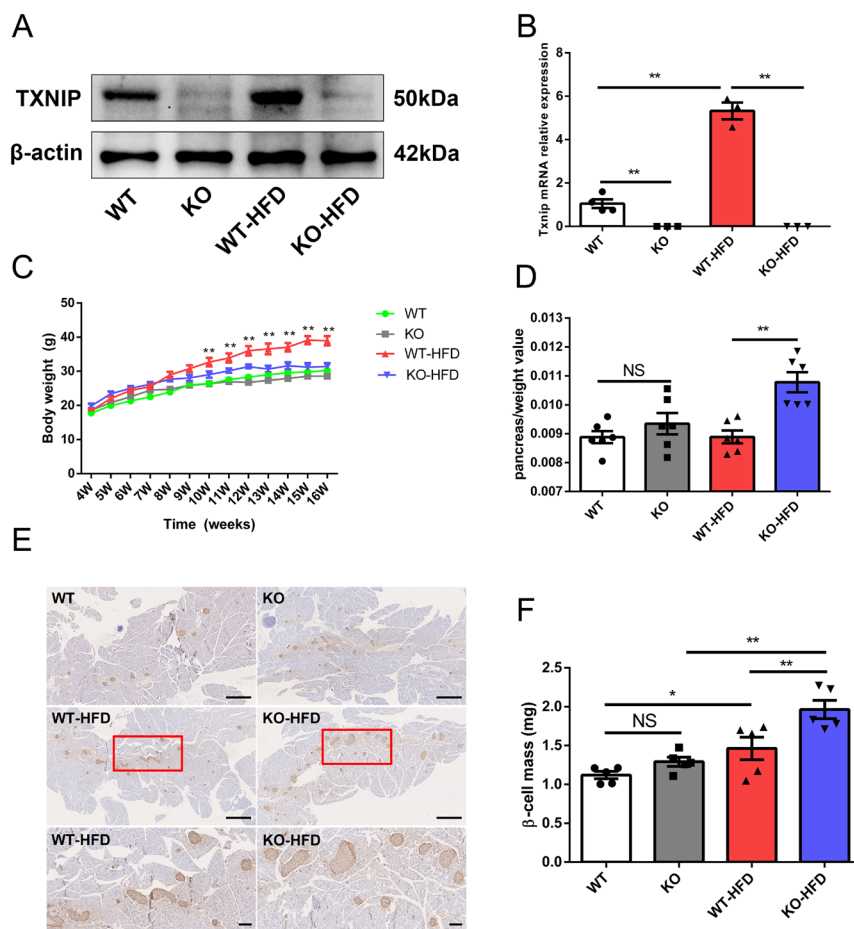 A
TXNIP
50kDa
β-actin
42kDa
WT
KO
WT-HFD
KO-HFD
B
Txnip mRNA relative expression
8
6
4
2
0
**
**
**
WT
KO
WT-HFD
KO-HFD
C
Body weight (g)
50
40
30
20
10
0
** ** ** ** ** ** **
4W
5W
6W
7W
8W
9W
10W
11W
12W
13W
14W
15W
16W
Time (weeks)
WT
KO
WT-HFD
KO-HFD
D
pancreas/weight value
0.013
0.012
0.011
0.010
0.009
0.008
0.007
NS
**
WT
KO
WT-HFD
KO-HFD
E
WT
KO
WT-HFD
KO-HFD
WT-HFD
KO-HFD
F
β-cell mass (mg)
2.5
2.0
1.5
1.0
0.5
0.0
**
**
*
NS
WT
KO
WT-HFD
KO-HFD